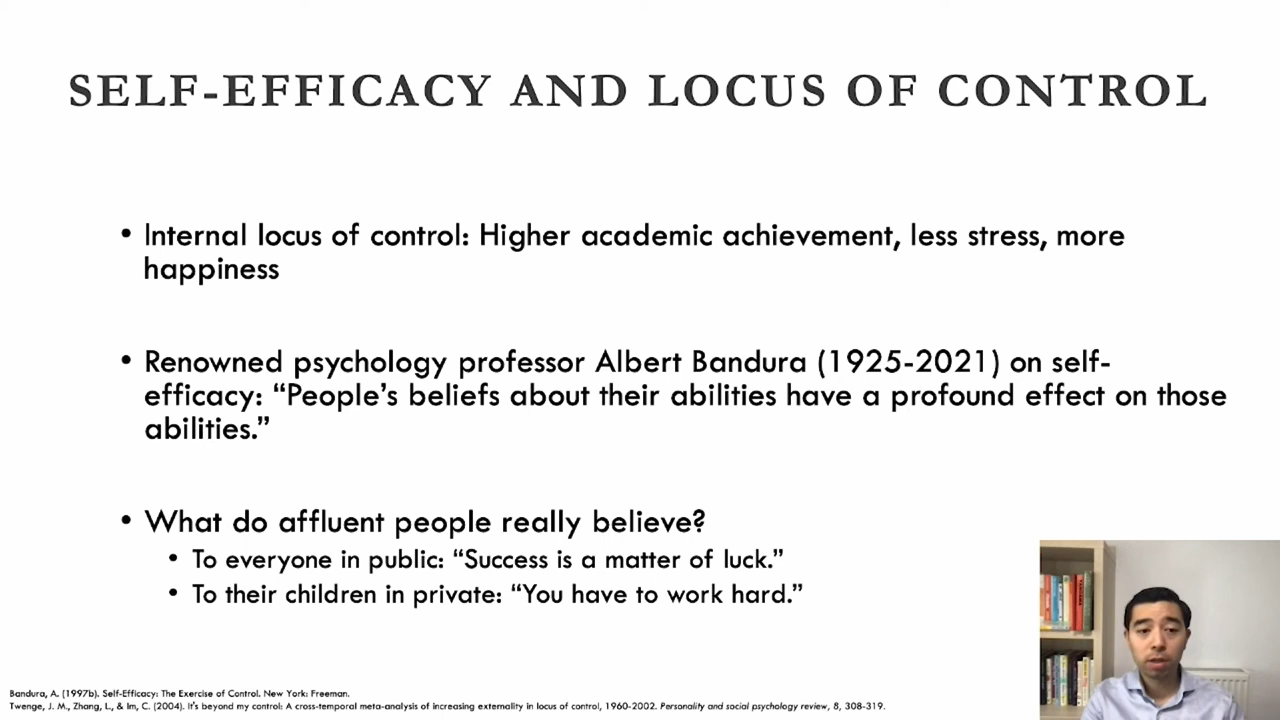 SELF-EFFICACY AND LOCUS OF CONTROL
• Internal locus of control: Higher academic achievement, less stress, more
happiness
• Renowned psychology professor Albert Bandura (1925-2021) on self-
efficacy: “People’s beliefs about their abilities have a profound effect on those
abilities.”
• What do affluent people really believe?
• To everyone in public: “Success is a matter of luck.”
• To their children in private: “You have to work hard.”
Bandura, A. (1997b). Self-Efficacy: The Exercise of Control. New York: Freeman.
Twenge, J. M., Zhang, L., & Im, C. (2004). It's beyond my control: A cross-temporal meta-analysis of increasing externality in locus of control, 1960-2002. Personality and social psychology review, 8, 308-319.